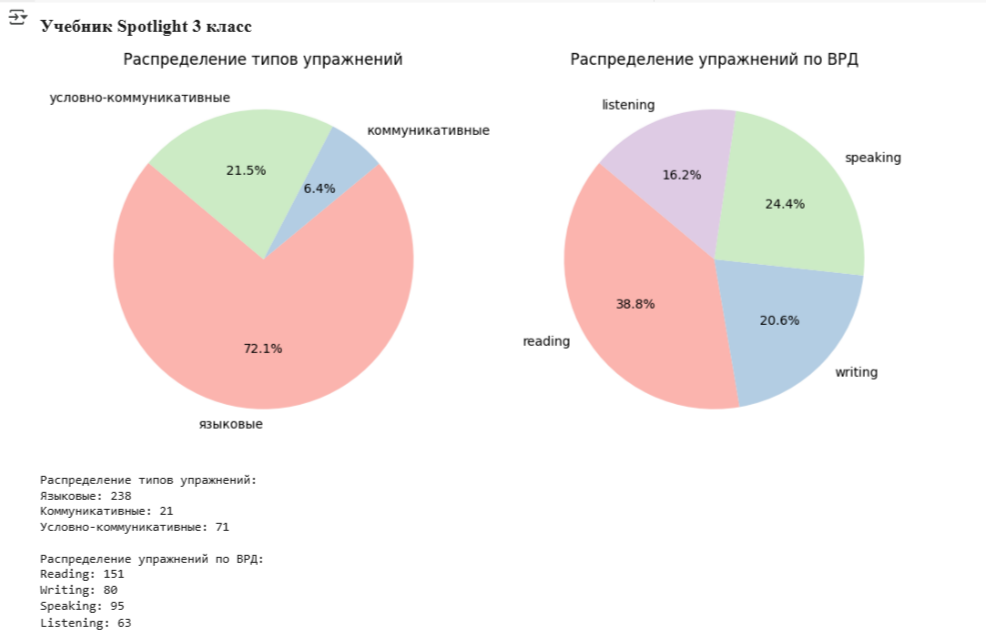 Учебник Spotlight 3 класс
Распределение типов упражнений
условно-коммуникативные
коммуникативные
21.5%
6.4%
72.1%
языковые
Распределение упражнений по ВРД
listening
speaking
16.2%
24.4%
38.8%
20.6%
reading
writing
Распределение типов упражнений:
Языковые: 238
Коммуникативные: 21
Условно-коммуникативные: 71
Распределение упражнений по ВРД:
Reading: 151
Writing: 80
Speaking: 95
Listening: 63